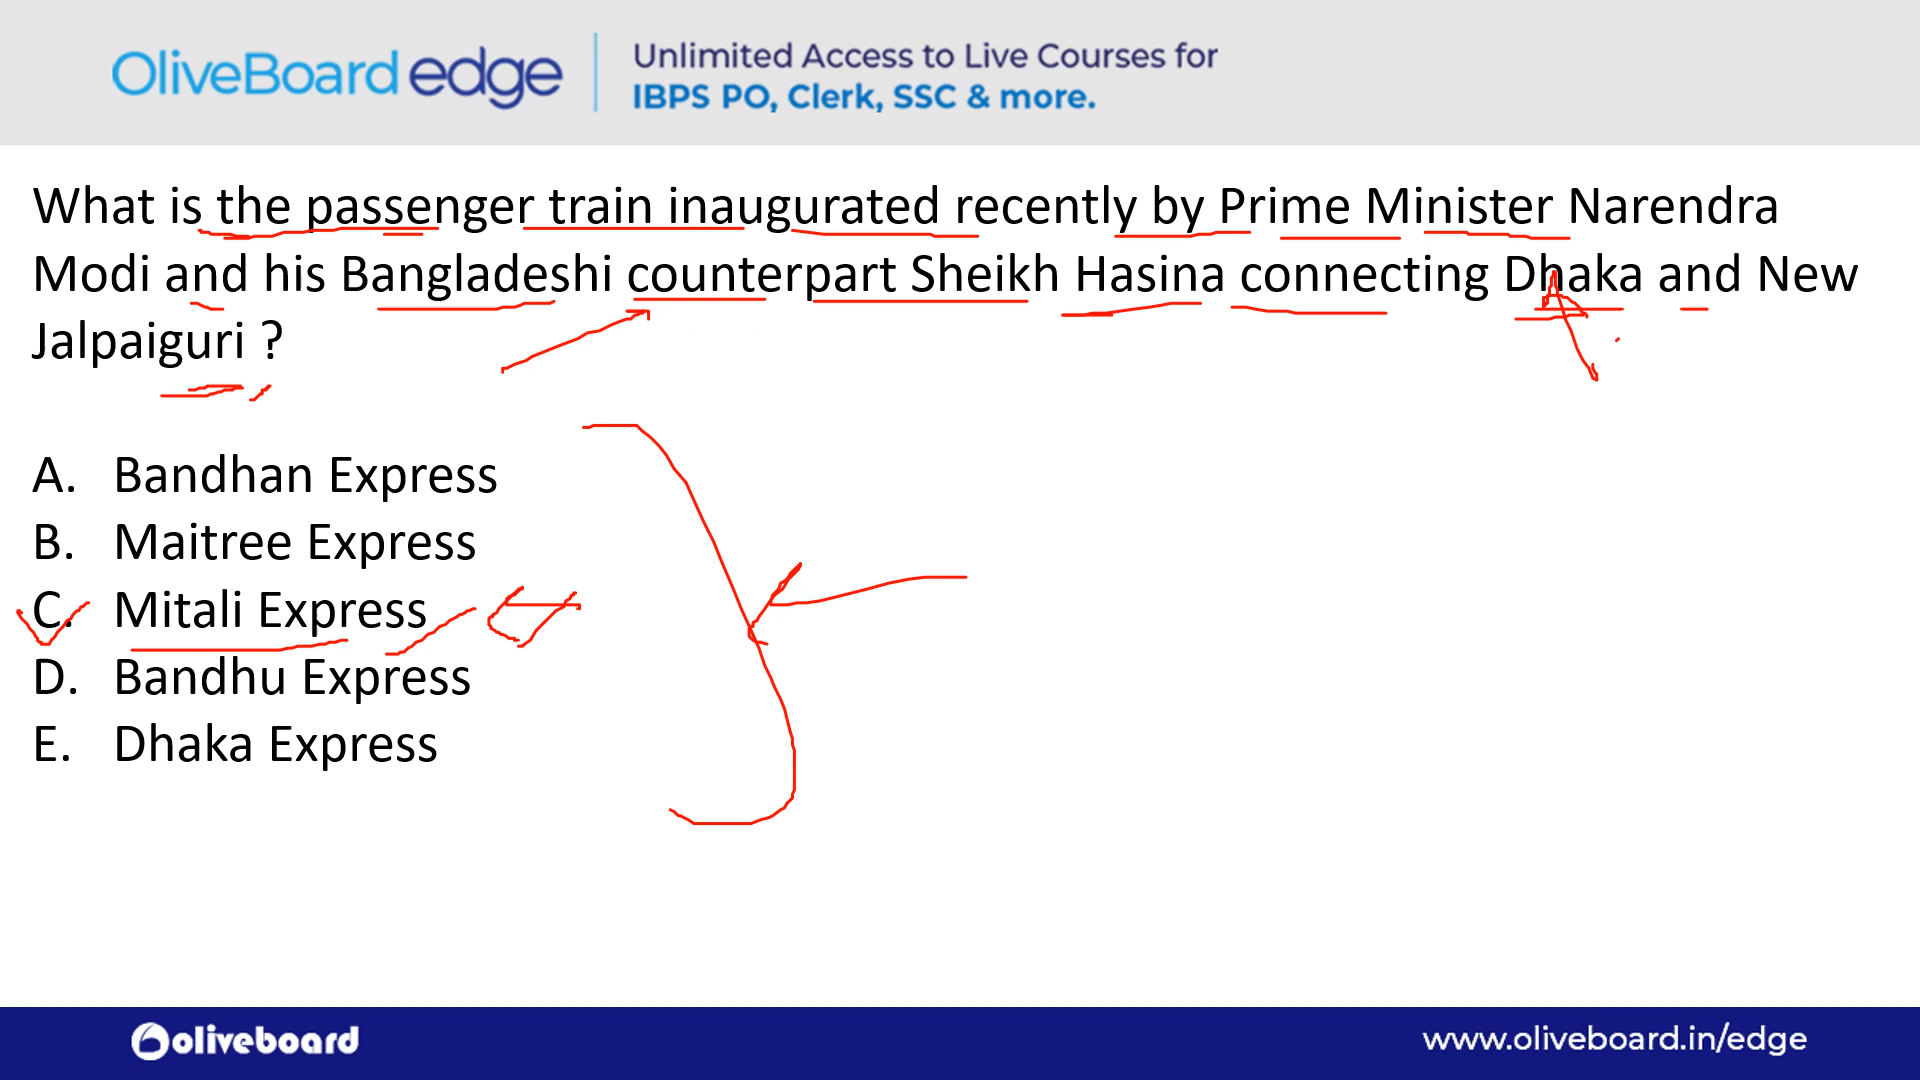 OliveBoard edge
Unlimited Access to Live Courses for
IBPS PO, Clerk, SSC & more.
What is the passenger train inaugurated recently by Prime Minister Narendra
Modi and his Bangladeshi counterpart Sheikh Hasina connecting Dhaka and New
Jalpaiguri ?
A. Bandhan Express
B. Maitree Express
C. Mitali Express
D. Bandhu Express
E. Dhaka Express
oliveboard
www.oliveboard.in/edge